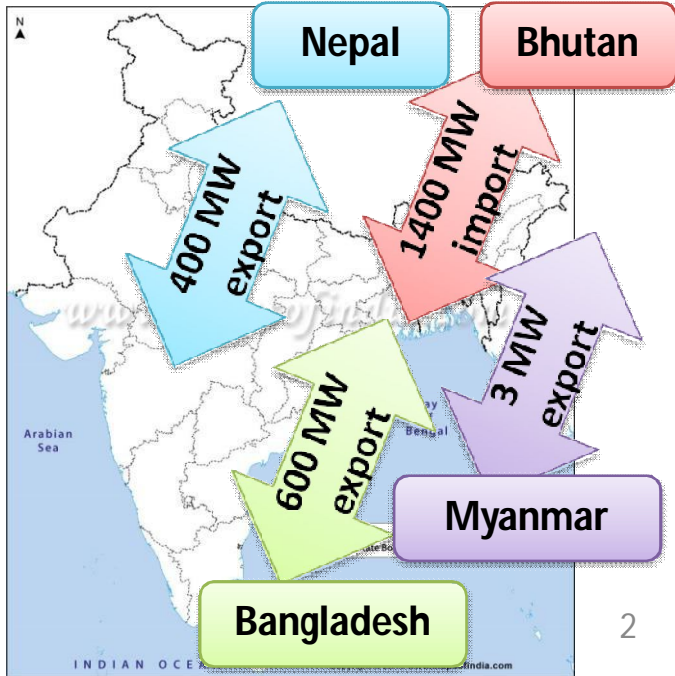 N
Nepal
Bhutan
400 MW
export
1400 MW
import
3 MW
export
600 MW
export
Arabian
Sea
Bengal
Myanmar
Bangladesh
2
INDIAN OCEA